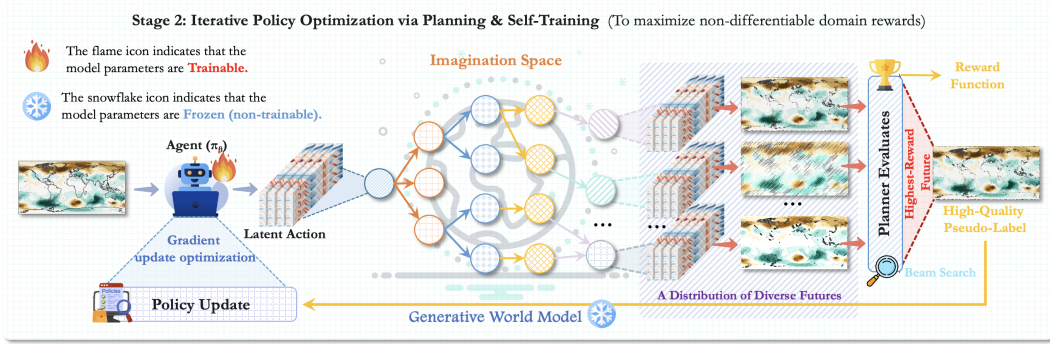 Stage 2: Iterative Policy Optimization via Planning & Self-Training (To maximize non-differentiable domain rewards)
The flame icon indicates that the
model parameters are Trainable.
The snowflake icon indicates that the
model parameters are Frozen (non-trainable).
Imagination Space
Reward
Function
Agent (πβ)
Latent Action
Gradient
update optimization
Policies
Policy Update
...
...
...
A Distribution of Diverse Futures
Planner Evaluates
Highest-Reward
Future
High-Quality
Pseudo-Label
Beam Search
Generative World Model